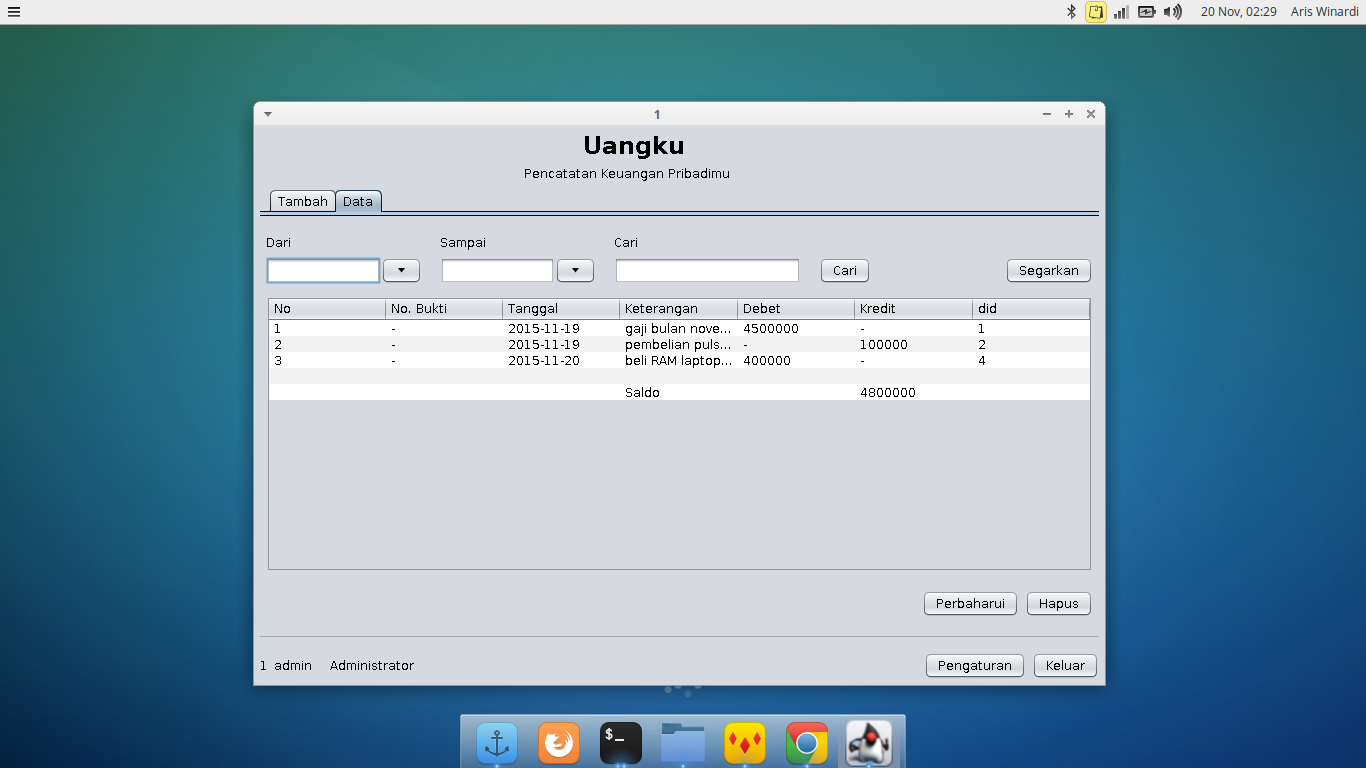 20 Nov, 02:29 Aris Winardi
1
Uangku
Pencatatan Keuangan Pribadimu
Tambah Data
Dari Sampai Cari
Cari Segarkan
No No. Bukti Tanggal Keterangan Debet Kredit did
1 - 2015-11-19 gaji bulan nove... 4500000 - 1
2 - 2015-11-19 pembelian puls... - 100000 2
3 - 2015-11-20 beli RAM laptop... 400000 - 4
Saldo 4800000
Perbaharui Hapus
1 admin Administrator Pengaturan Keluar
$_